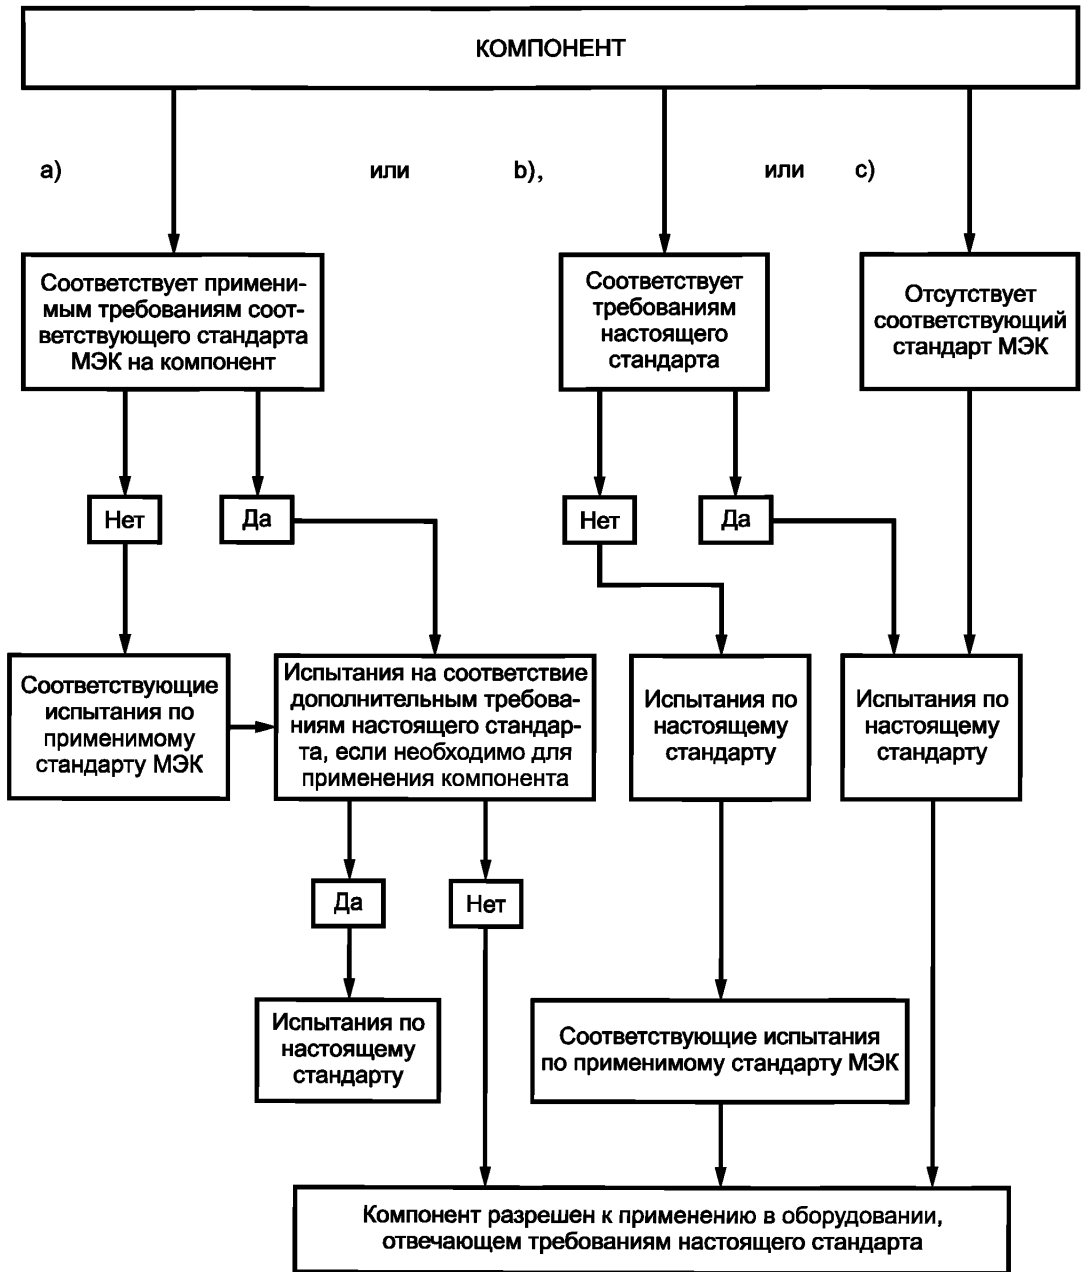 КОМПОНЕНТ
a)
или
b),
или
c)
Соответствует примени-
мым требованиям соот-
ветствующего стандарта
МЭК на компонент
Соответствует
требованиям
настоящего
стандарта
Отсутствует
соответствующий
стандарт МЭК
Нет
Да
Нет
Да
Соответствующие
испытания по
применимому
стандарту МЭК
Испытания на соответствие
дополнительным требова-
ниям настоящего стандар-
та, если необходимо для
применения компонента
Испытания по
настоящему
стандарту
Испытания по
настоящему
стандарту
Да
Нет
Испытания по
настоящему
стандарту
Соответствующие испытания
по применимому стандарту МЭК
Компонент разрешен к применению в оборудовании,
отвечающем требованиям настоящего стандарта